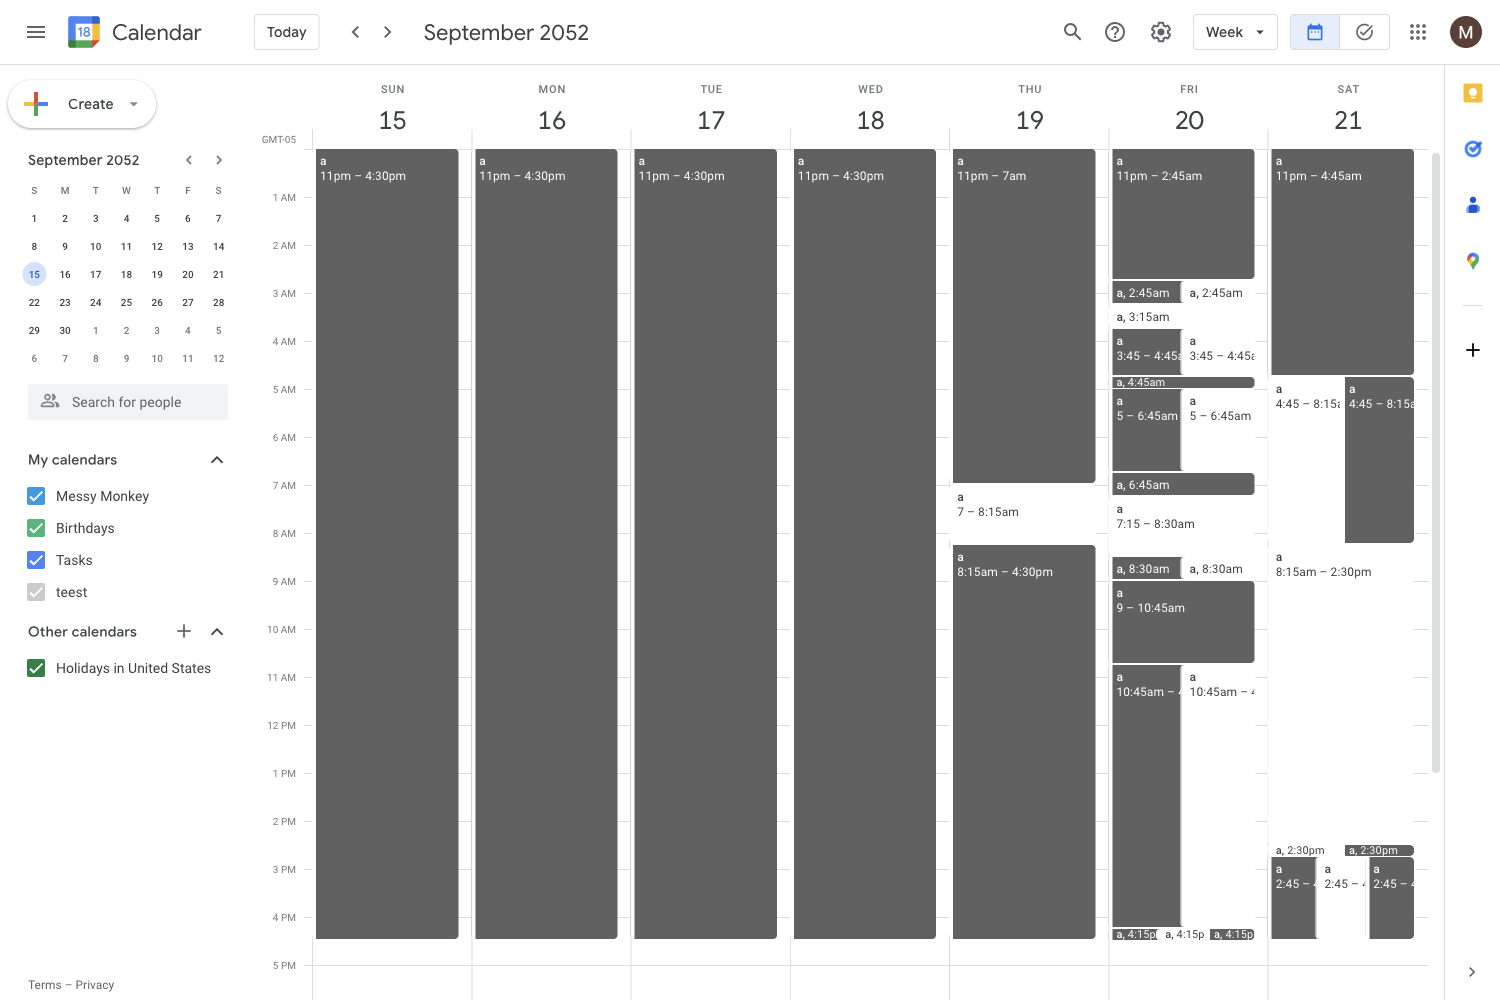 18 Calendar
Today
September 2052
Week
M
Create
September 2052
S M T W T F S
1 2 3 4 5 6 7
8 9 10 11 12 13 14
15 16 17 18 19 20 21
22 23 24 25 26 27 28
29 30 1 2 3 4 5
6 7 8 9 10 11 12
Search for people
My calendars
Messy Monkey
Birthdays
Tasks
teest
Other calendars
Holidays in United States
Terms – Privacy
SUN MON TUE WED THU FRI SAT
15 16 17 18 19 20 21
GMT-05
1 AM
2 AM
3 AM
4 AM
5 AM
6 AM
7 AM
8 AM
9 AM
10 AM
11 AM
12 PM
1 PM
2 PM
3 PM
4 PM
5 PM
a
11pm – 4:30pm
a
11pm – 4:30pm
a
11pm – 4:30pm
a
11pm – 4:30pm
a
11pm – 7am
a
7 – 8:15am
a
8:15am – 4:30pm
a
11pm – 2:45am
a, 2:45am
a, 2:45am
a, 3:15am
a
3:45 – 4:45a
a
3:45 – 4:45a
a, 4:45am
a
5 – 6:45am
a
5 – 6:45am
a, 6:45am
a
7:15 – 8:30am
a, 8:30am
a, 8:30am
a
9 – 10:45am
a
10:45am – 4
a
10:45am – 4
a, 4:15p
a, 4:15p
a, 4:15p
a
11pm – 4:45am
a
4:45 – 8:15a
a
4:45 – 8:15a
a
8:15am – 2:30pm
a, 2:30pm
a, 2:30pm
a
2:45 – 4
a
2:45 – 4
a
2:45 – 4